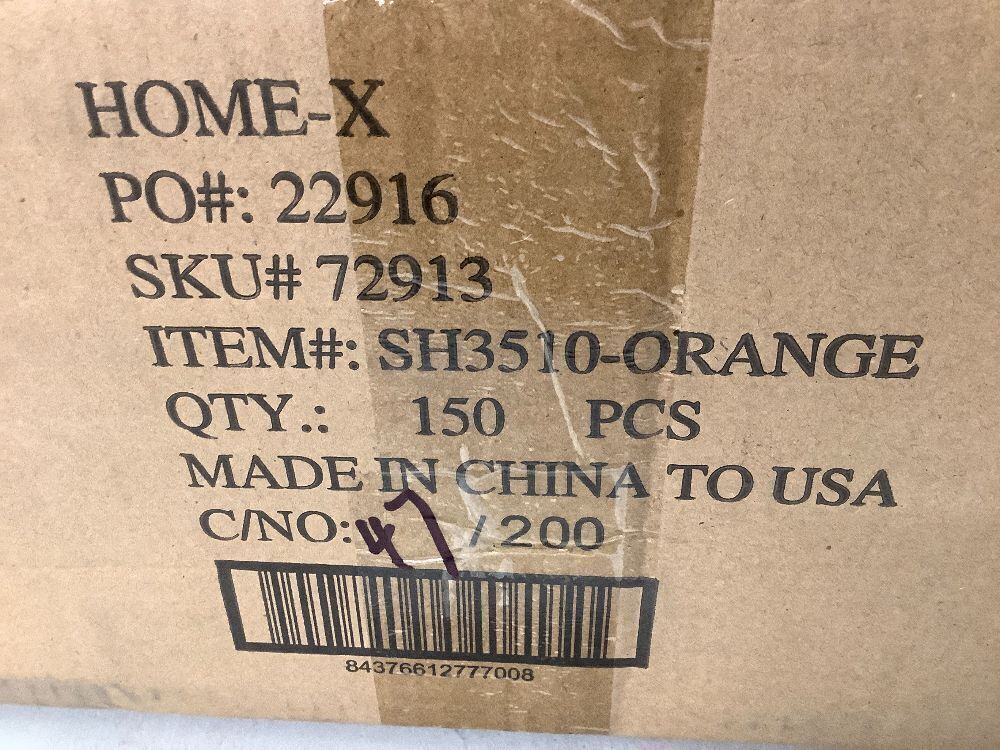 HOME-X
PO#: 22916
SKU# 72913
ITEM#: SH3510-ORANGE
QTY.: 150 PCS
MADE IN CHINA TO USA
C/NO: 47 / 200
84376612777008